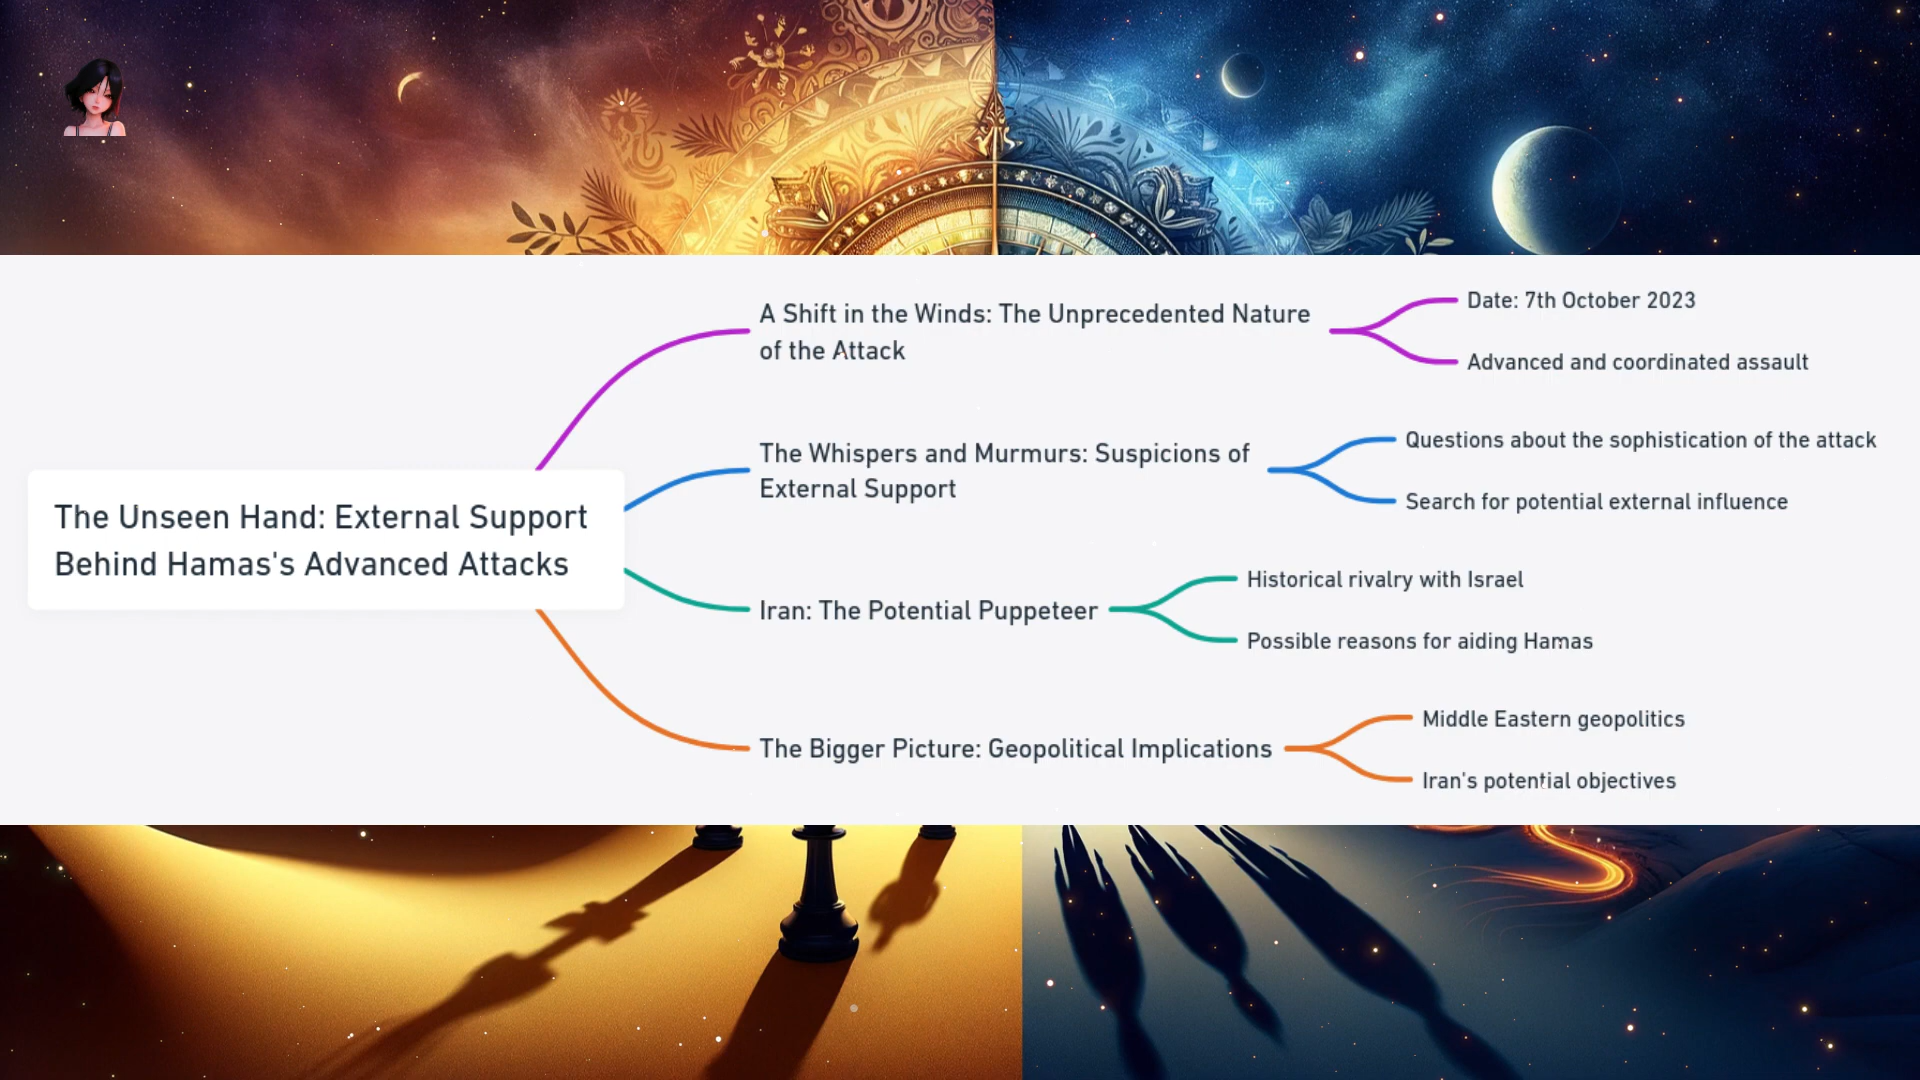 The Unseen Hand: External Support
Behind Hamas's Advanced Attacks
A Shift in the Winds: The Unprecedented Nature
of the Attack
Date: 7th October 2023
Advanced and coordinated assault
The Whispers and Murmurs: Suspicions of
External Support
Questions about the sophistication of the attack
Search for potential external influence
Iran: The Potential Puppeteer
Historical rivalry with Israel
Possible reasons for aiding Hamas
The Bigger Picture: Geopolitical Implications
Middle Eastern geopolitics
Iran's potential objectives